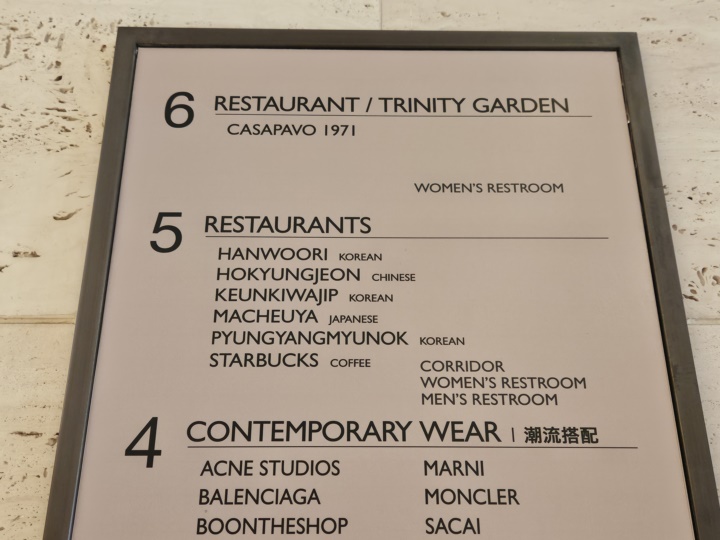 6 RESTAURANT / TRINITY GARDEN
CASAPAVO 1971
WOMEN'S RESTROOM
5 RESTAURANTS
HANWOORI KOREAN
HOKYUNGJEON CHINESE
KEUNKIWAJIP KOREAN
MACHEUYA JAPANESE
PYUNGYANGMYUNOK KOREAN
STARBUCKS COFFEE
CORRIDOR
WOMEN'S RESTROOM
MEN'S RESTROOM
4 CONTEMPORARY WEAR | 潮流搭配
ACNE STUDIOS MARNI
BALENCIAGA MONCLER
BOONTHESHOP SACAI